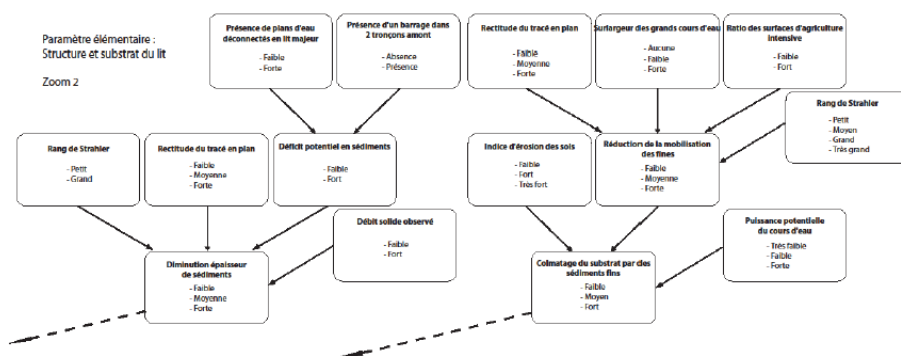 Paramètre élémentaire :
Structure et substrat du lit
Zoom 2
Présence de plans d'eau
déconnectés en lit majeur
- Faible
- Forte
Présence d'un barrage dans
2 tronçons amont
- Absence
- Présence
Rectitude du tracé en plan
- Faible
- Moyenne
- Forte
Surlargeur des grands cours d'eau
- Aucune
- Faible
- Forte
Ratio des surfaces d'agriculture
intensive
- Faible
- Fort
Rang de Strahler
- Petit
- Moyen
- Grand
- Très grand
Rang de Strahler
- Petit
- Grand
Rectitude du tracé en plan
- Faible
- Moyenne
- Forte
Déficit potentiel en sédiments
- Faible
- Fort
Indice d'érosion des sols
- Faible
- Fort
- Très fort
Réduction de la mobilisation
des fines
- Faible
- Moyenne
- Forte
Débit solide observé
- Faible
- Fort
Puissance potentielle
du cours d'eau
- Très faible
- Faible
- Forte
Diminution épaisseur
de sédiments
- Faible
- Moyenne
- Forte
Colmatage du substrat par des
sédiments fins
- Faible
- Moyen
- Fort